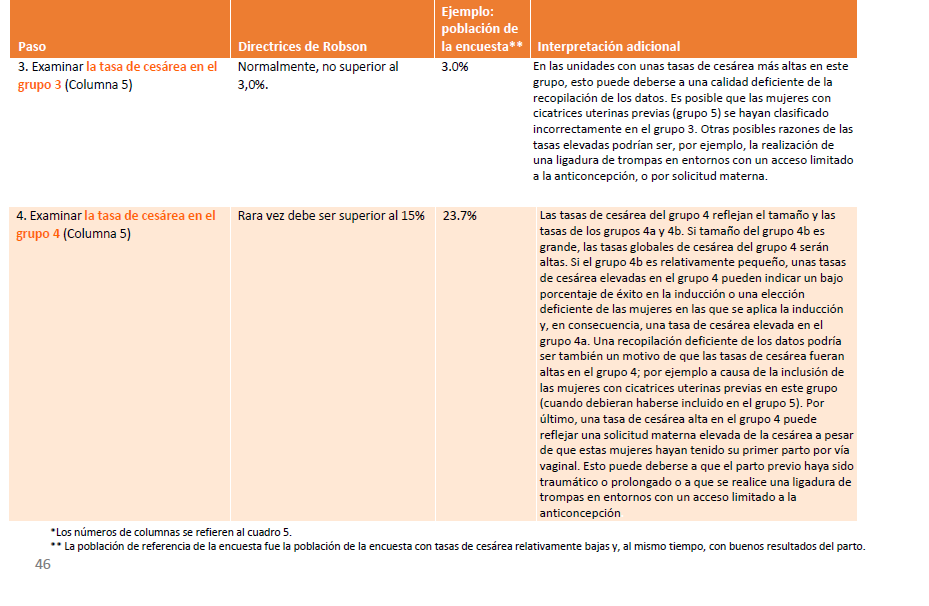 Paso
Directrices de Robson
Ejemplo:
población de
la encuesta**
Interpretación adicional
3. Examinar la tasa de cesárea en el
grupo 3 (Columna 5)
Normalmente, no superior al
3,0%.
3.0%
En las unidades con unas tasas de cesárea más altas en este
grupo, esto puede deberse a una calidad deficiente de la
recopilación de los datos. Es posible que las mujeres con
cicatrices uterinas previas (grupo 5) se hayan clasificado
incorrectamente en el grupo 3. Otras posibles razones de las
tasas elevadas podrían ser, por ejemplo, la realización de
una ligadura de trompas en entornos con un acceso limitado
a la anticoncepción, o por solicitud materna.
4. Examinar la tasa de cesárea en el
grupo 4 (Columna 5)
Rara vez debe ser superior al 15%
23.7%
Las tasas de cesárea del grupo 4 reflejan el tamaño y las
tasas de los grupos 4a y 4b. Si tamaño del grupo 4b es
grande, las tasas globales de cesárea del grupo 4 serán
altas. Si el grupo 4b es relativamente pequeño, unas tasas
de cesárea elevadas en el grupo 4 pueden indicar un bajo
porcentaje de éxito en la inducción o una elección
deficiente de las mujeres en las que se aplica la inducción
y, en consecuencia, una tasa de cesárea elevada en el
grupo 4a. Una recopilación deficiente de los datos podría
ser también un motivo de que las tasas de cesárea fueran
altas en el grupo 4; por ejemplo a causa de la inclusión de
las mujeres con cicatrices uterinas previas en este grupo
(cuando debieran haberse incluido en el grupo 5). Por
último, una tasa de cesárea alta en el grupo 4 puede
reflejar una solicitud materna elevada de la cesárea a pesar
de que estas mujeres hayan tenido su primer parto por vía
vaginal. Esto puede deberse a que el parto previo haya sido
traumático o prolongado o a que se realice una ligadura de
trompas en entornos con un acceso limitado a la
anticoncepción
*Los números de columnas se refieren al cuadro 5.
** La población de referencia de la encuesta fue la población de la encuesta con tasas de cesárea relativamente bajas y, al mismo tiempo, con buenos resultados del parto.
46